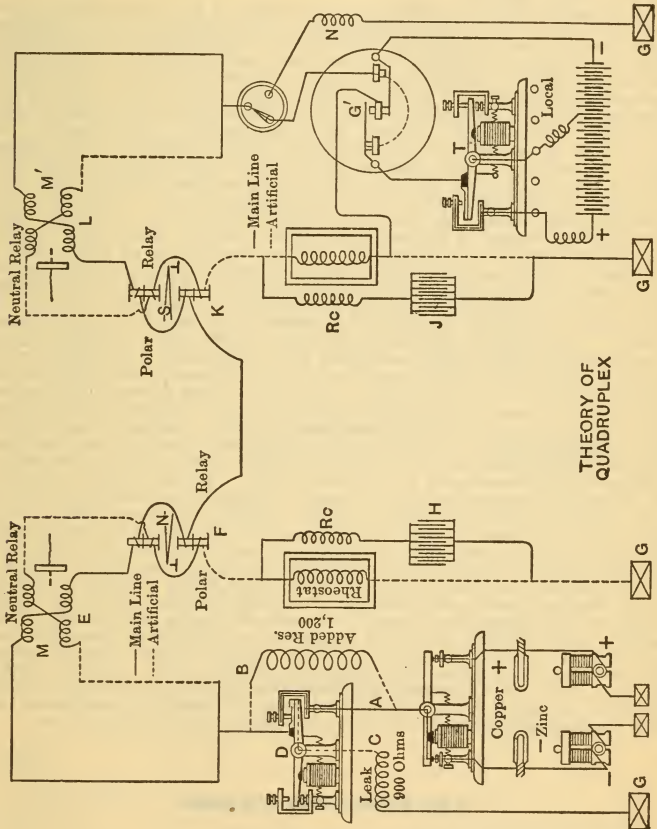 Neutral Relay
M
E
— Main Line
---- Artificial
N
F
Polar
Relay
B
Added Res.
1,200
Rheostat
Rc
H
D
A
C
Leak
900 Ohms
Copper +
— Zinc
−
+
G
G
Neutral Relay
M′
L
Relay
Polar
S
K
— Main Line
---- Artificial
Rc
J
G′
N
T
Local
+
−
G
G
THEORY OF
QUADRUPLEX